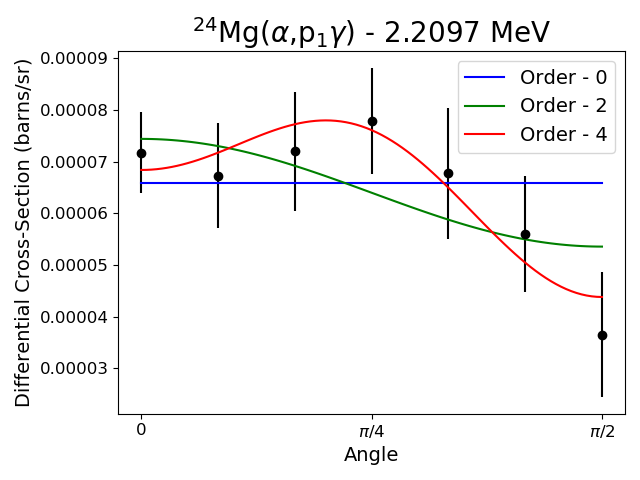 ²⁴Mg(α,p₁γ) - 2.2097 MeV
Order - 0
Order - 2
Order - 4
Differential Cross-Section (barns/sr)
0.00009
0.00008
0.00007
0.00006
0.00005
0.00004
0.00003
0
π/4
π/2
Angle